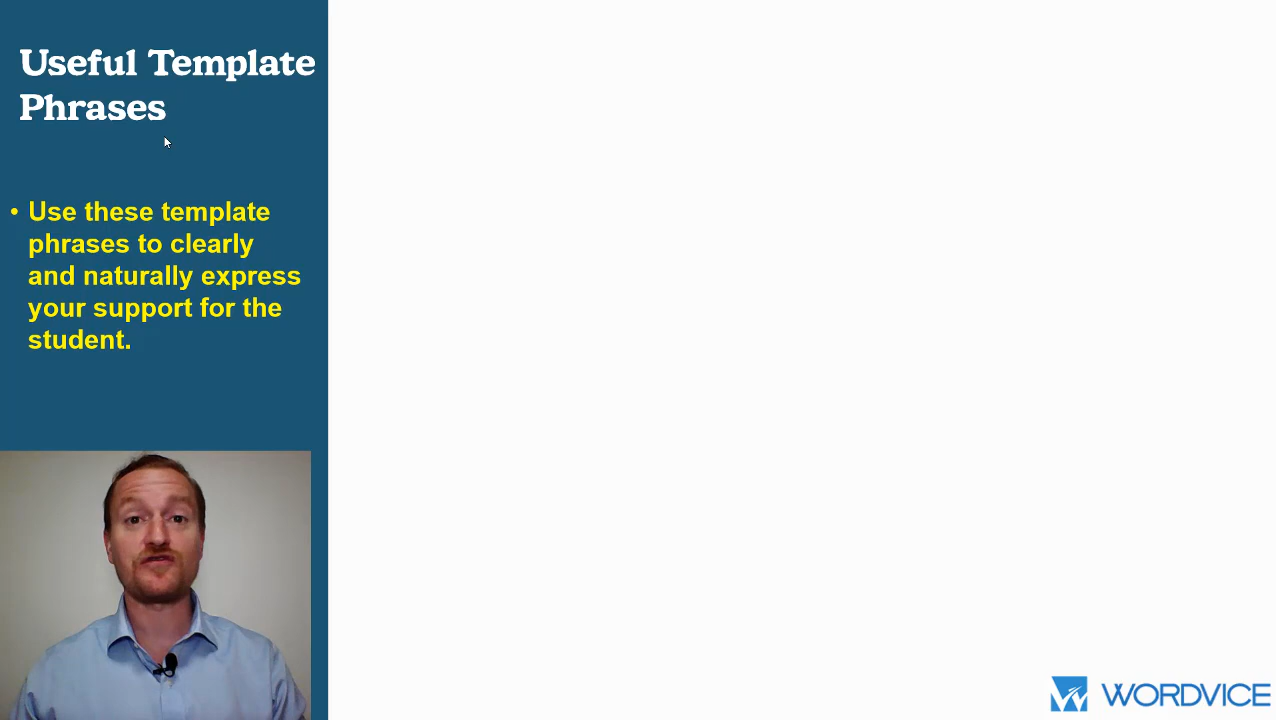 Useful Template
Phrases
• Use these template
phrases to clearly
and naturally express
your support for the
student.
WORDVICE